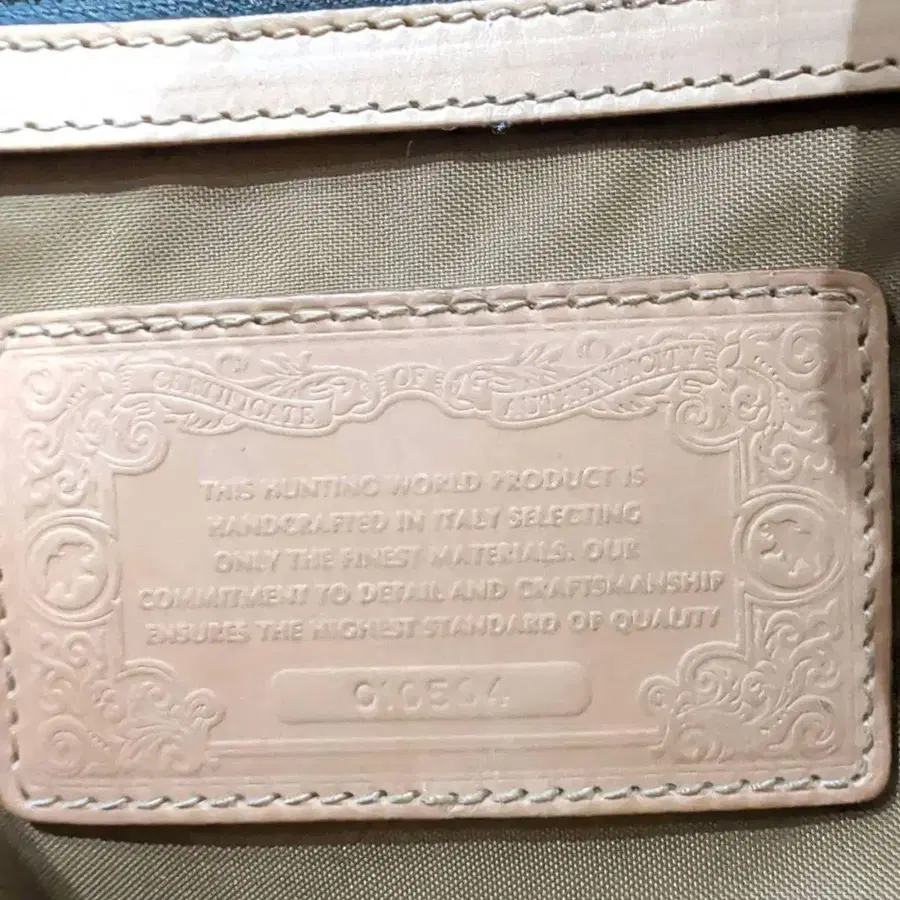 CERTIFICATE OF AUTHENTICITY
THIS HUNTING WORLD PRODUCT IS
HANDCRAFTED IN ITALY SELECTING
ONLY THE FINEST MATERIALS. OUR
COMMITMENT TO DETAIL AND CRAFTSMANSHIP
ENSURES THE HIGHEST STANDARD OF QUALITY